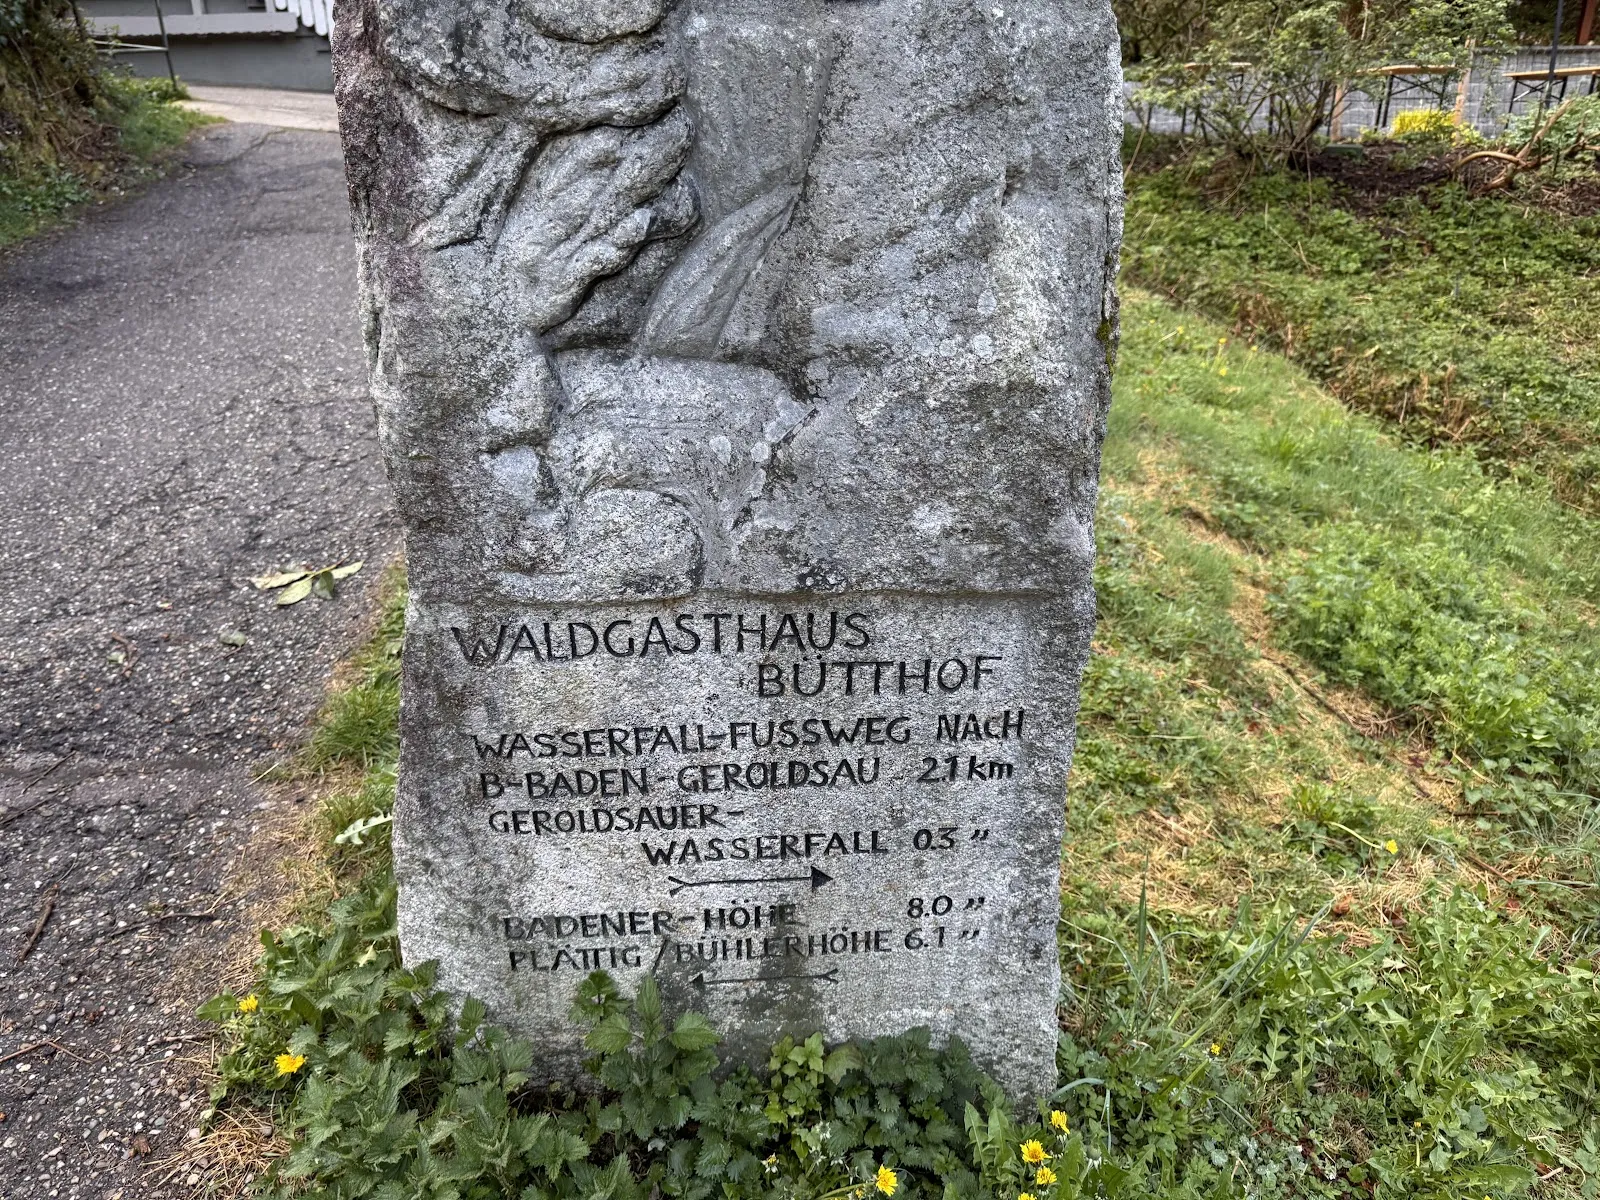 WALDGASTHAUS
BÜTTHOF
WASSERFALL-FUSSWEG NACH
B-BADEN-GEROLDSAU 2.1 km
GEROLDSAUER-
WASSERFALL 0.3 "
BADENER-HÖHE 8.0 "
PLÄTTIG/BÜHLERHÖHE 6.1 "